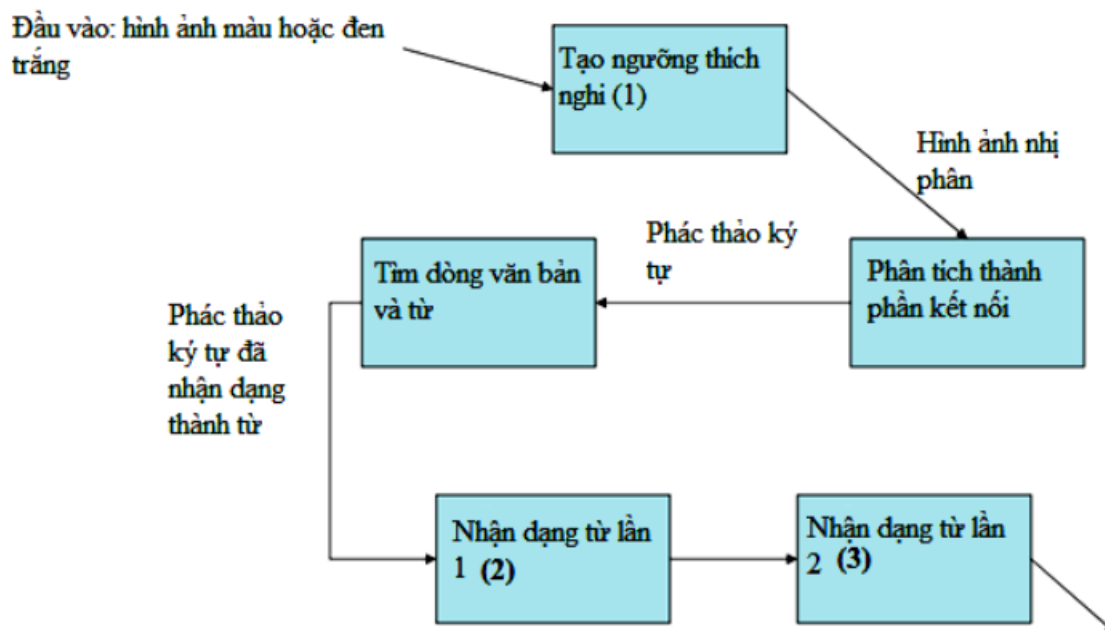 Đầu vào: hình ảnh màu hoặc đen
trắng
Tạo ngưỡng thích
nghi (1)
Hình ảnh nhị
phân
Phân tích thành
phần kết nối
Phác thảo ký
tự
Tìm dòng văn bản
và từ
Phác thảo
ký tự đã
nhận dạng
thành từ
Nhận dạng từ lần
1 (2)
Nhận dạng từ lần
2 (3)